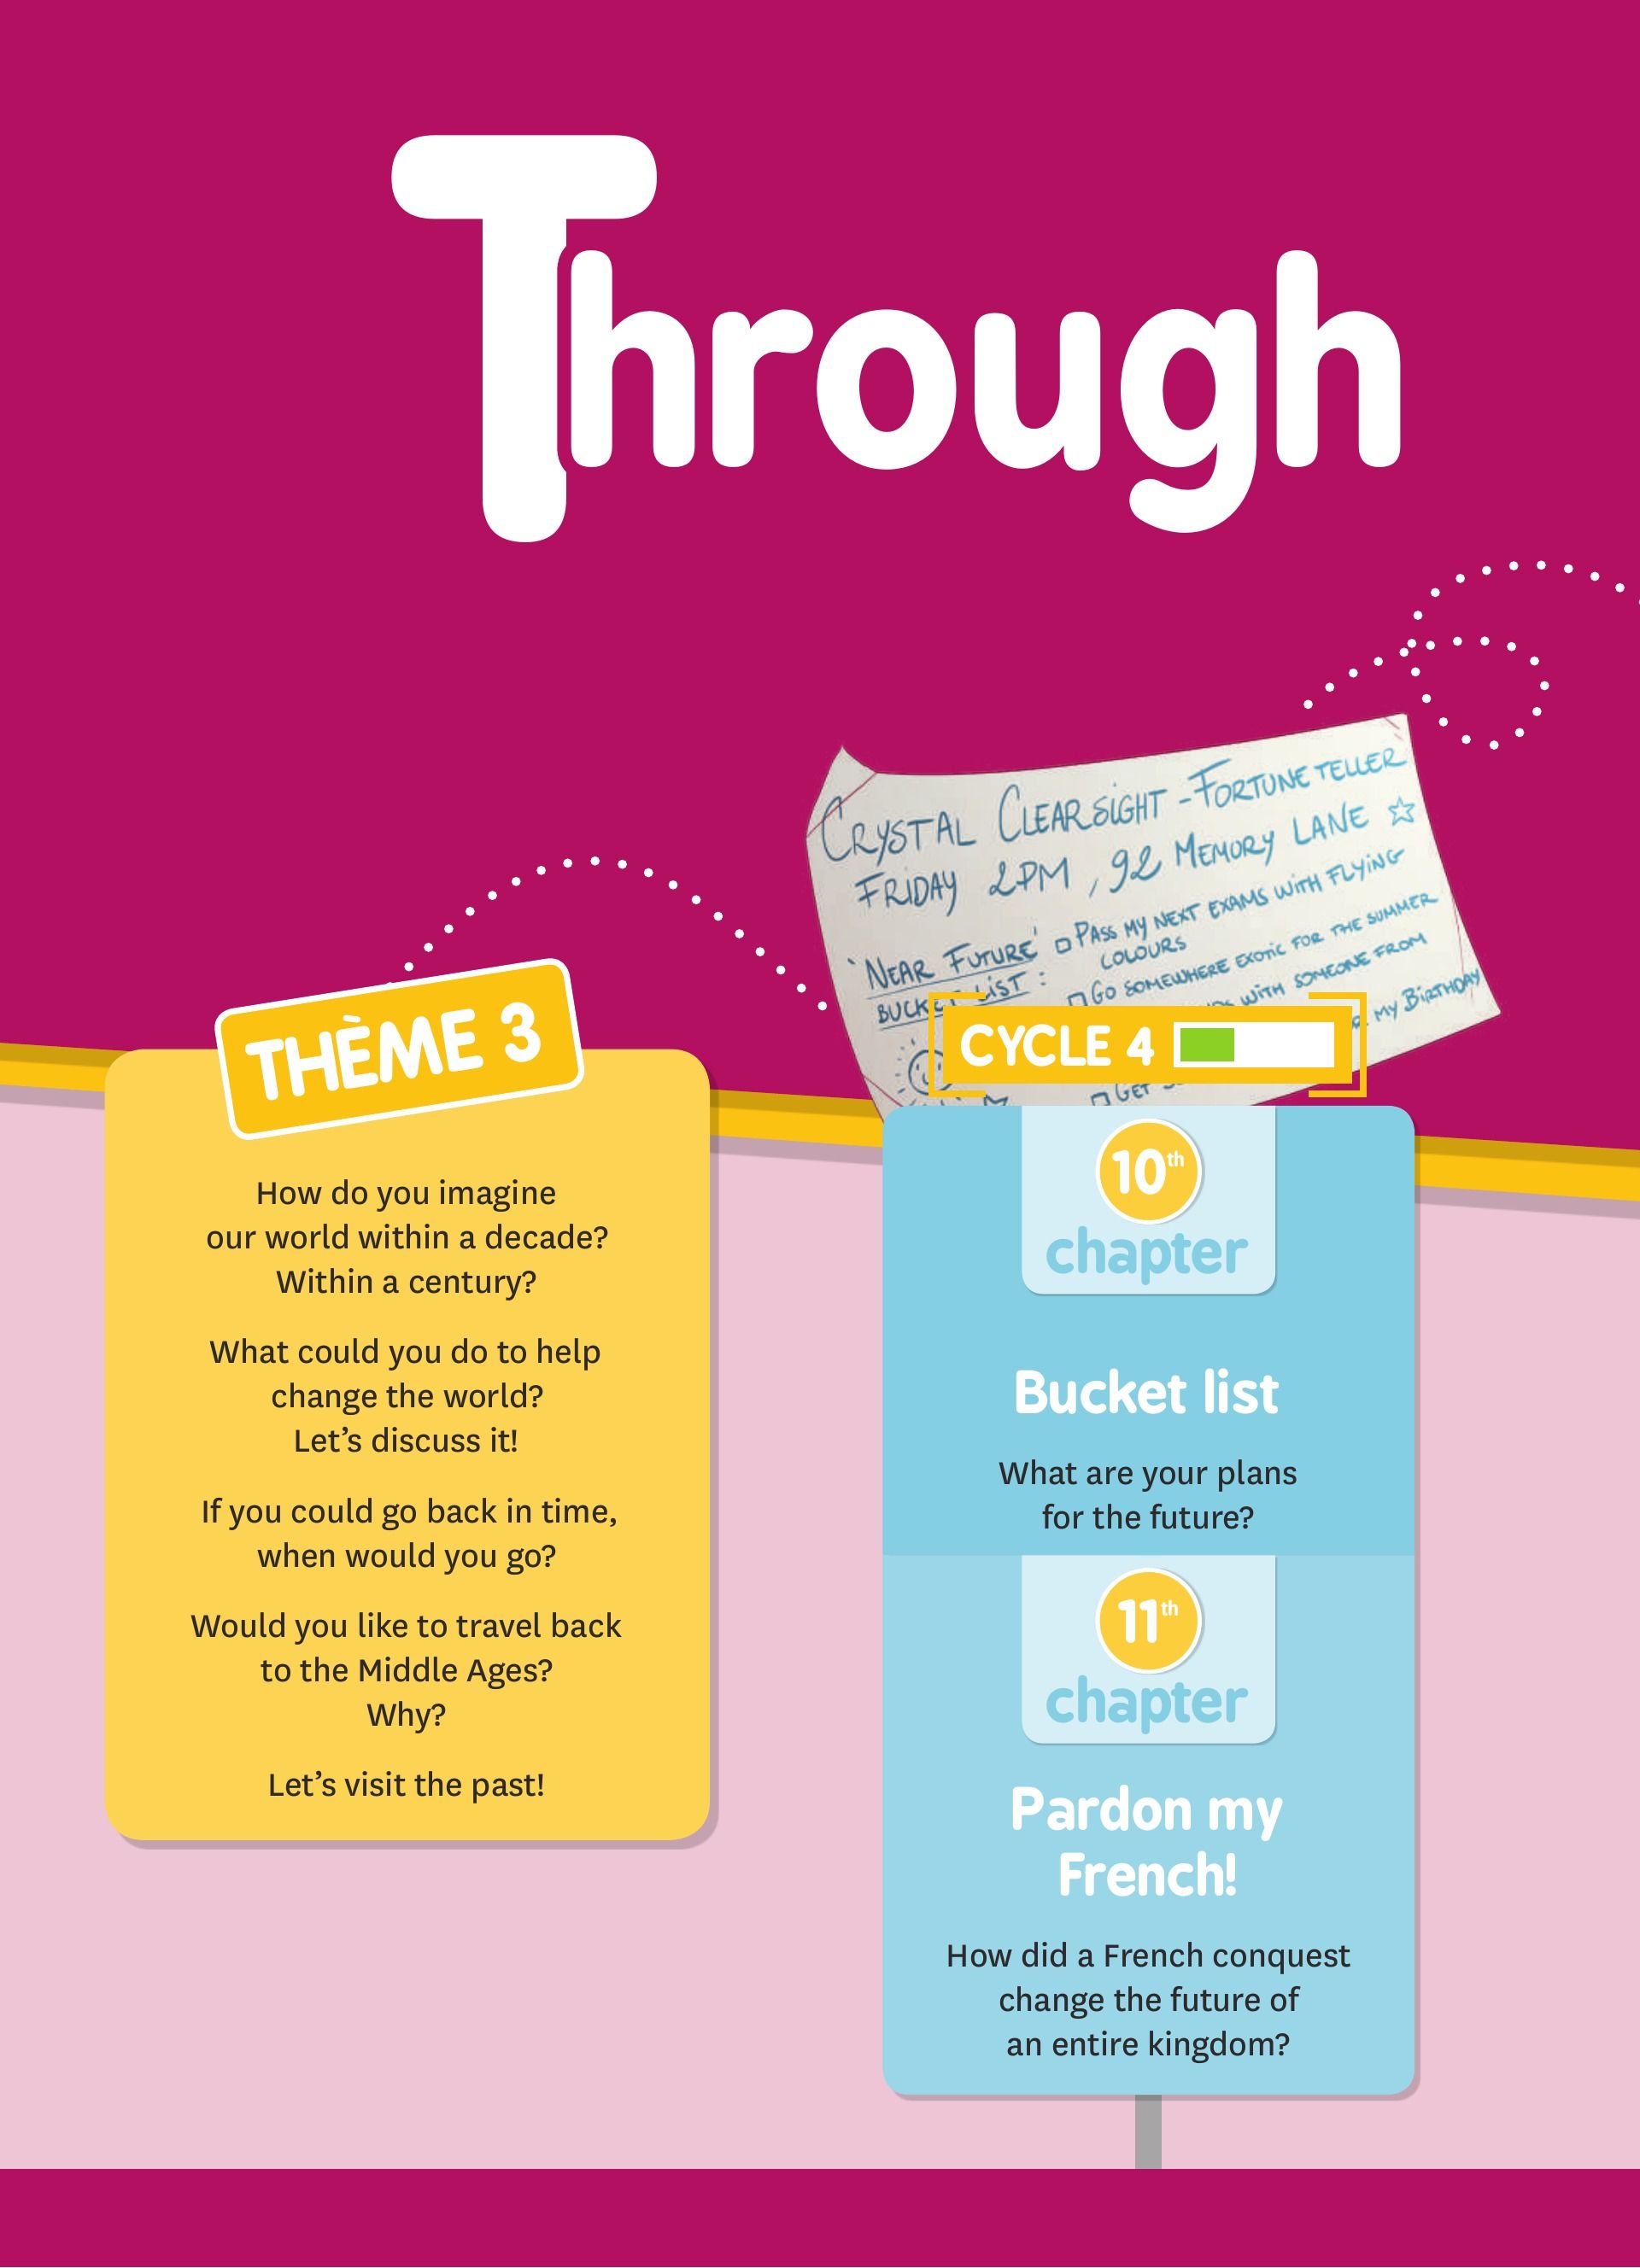 Through
CRYSTAL CLEARSIGHT - FORTUNE TELLER
FRIDAY 2PM, 92 MEMORY LANE
'NEAR FUTURE'
BUCKET LIST :
PASS MY NEXT EXAMS WITH FLYING
COLOURS
GO SOMEWHERE EXOTIC FOR THE SUMMER
WITH SOMEONE FROM
MY BIRTHDAY
GET
THÈME 3
How do you imagine
our world within a decade?
Within a century?
What could you do to help
change the world?
Let's discuss it!
If you could go back in time,
when would you go?
Would you like to travel back
to the Middle Ages?
Why?
Let's visit the past!
CYCLE 4
10th
chapter
Bucket list
What are your plans
for the future?
11th
chapter
Pardon my
French!
How did a French conquest
change the future of
an entire kingdom?